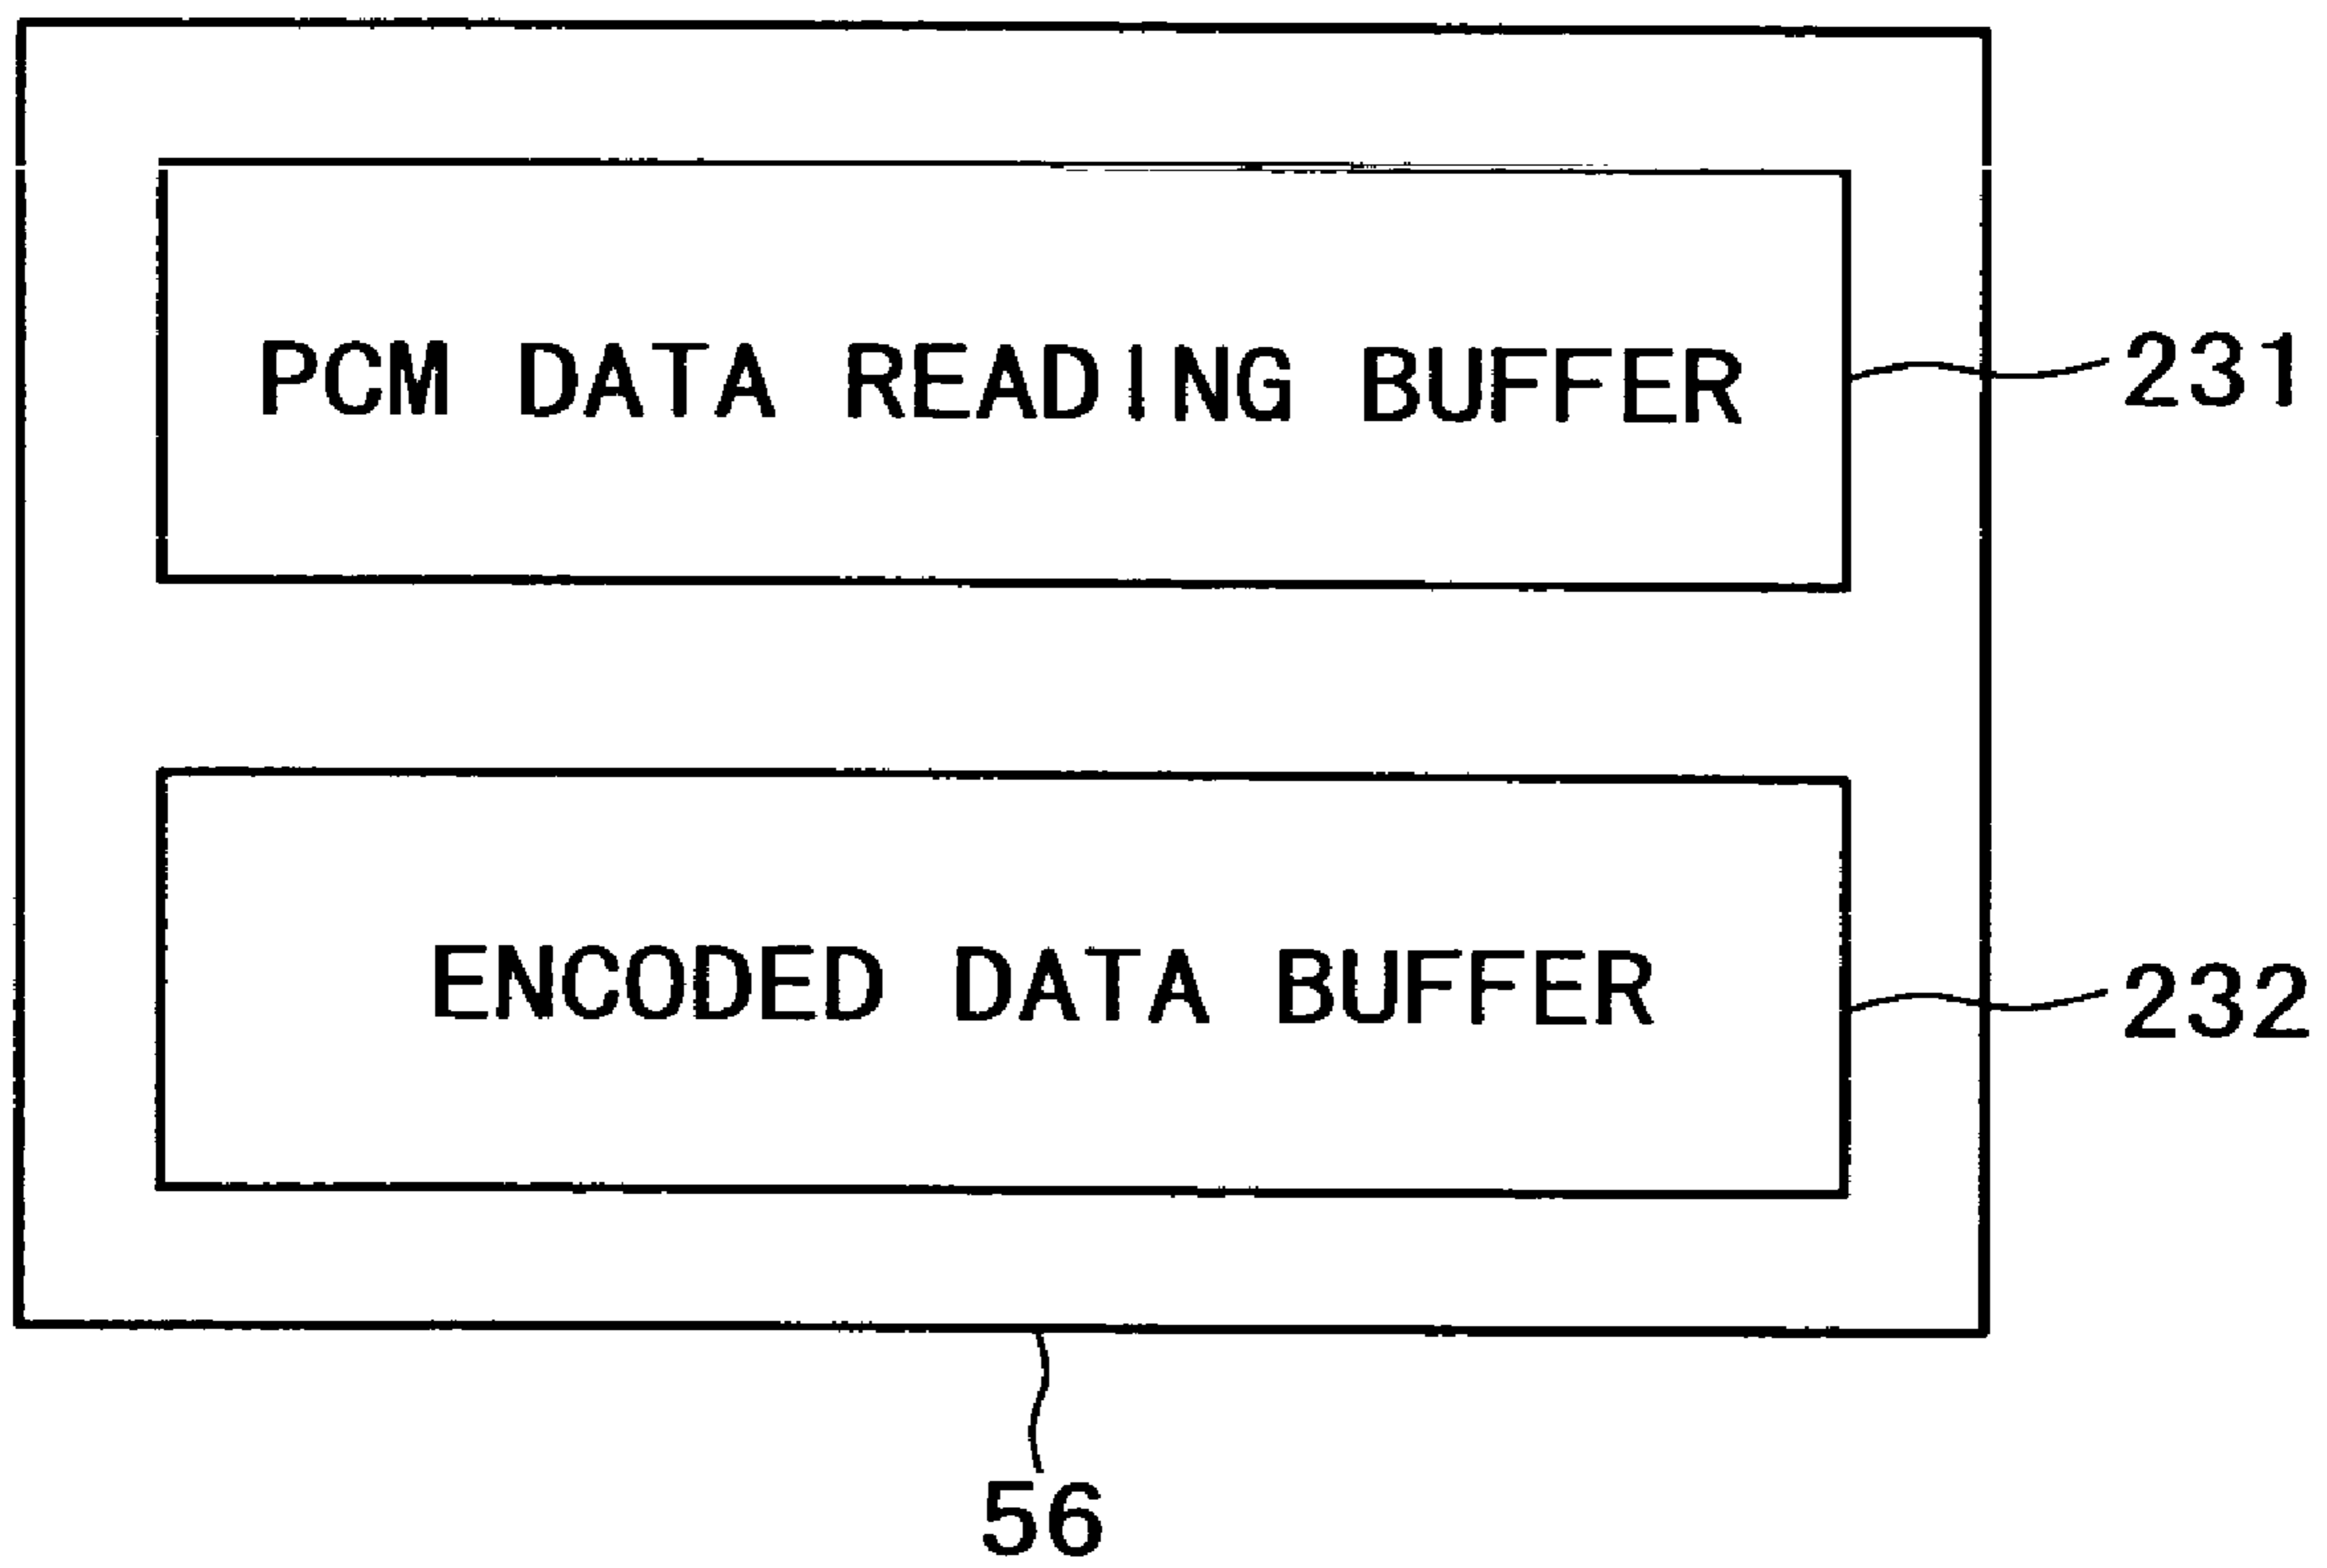 PCM DATA READING BUFFER
231
ENCODED DATA BUFFER
232
56